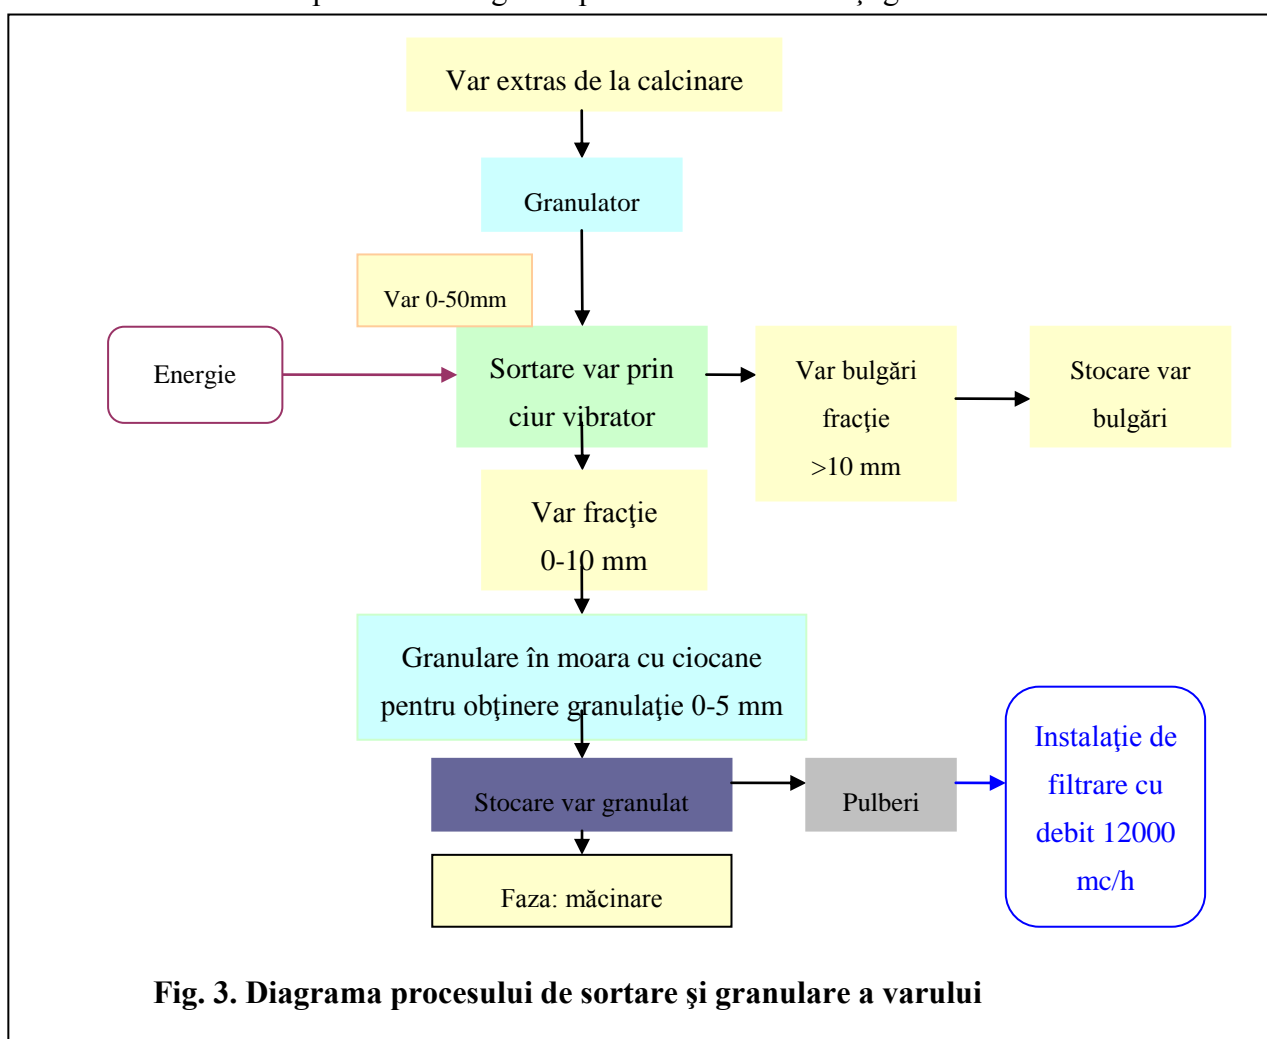 Var extras de la calcinare
Granulator
Var 0-50mm
Energie
Sortare var prin
ciur vibrator
Var bulgări
fracţie
>10 mm
Stocare var
bulgări
Var fracţie
0-10 mm
Granulare în moara cu ciocane
pentru obţinere granulaţie 0-5 mm
Stocare var granulat
Pulberi
Instalaţie de
filtrare cu
debit 12000
mc/h
Faza: măcinare
Fig. 3. Diagrama procesului de sortare şi granulare a varului